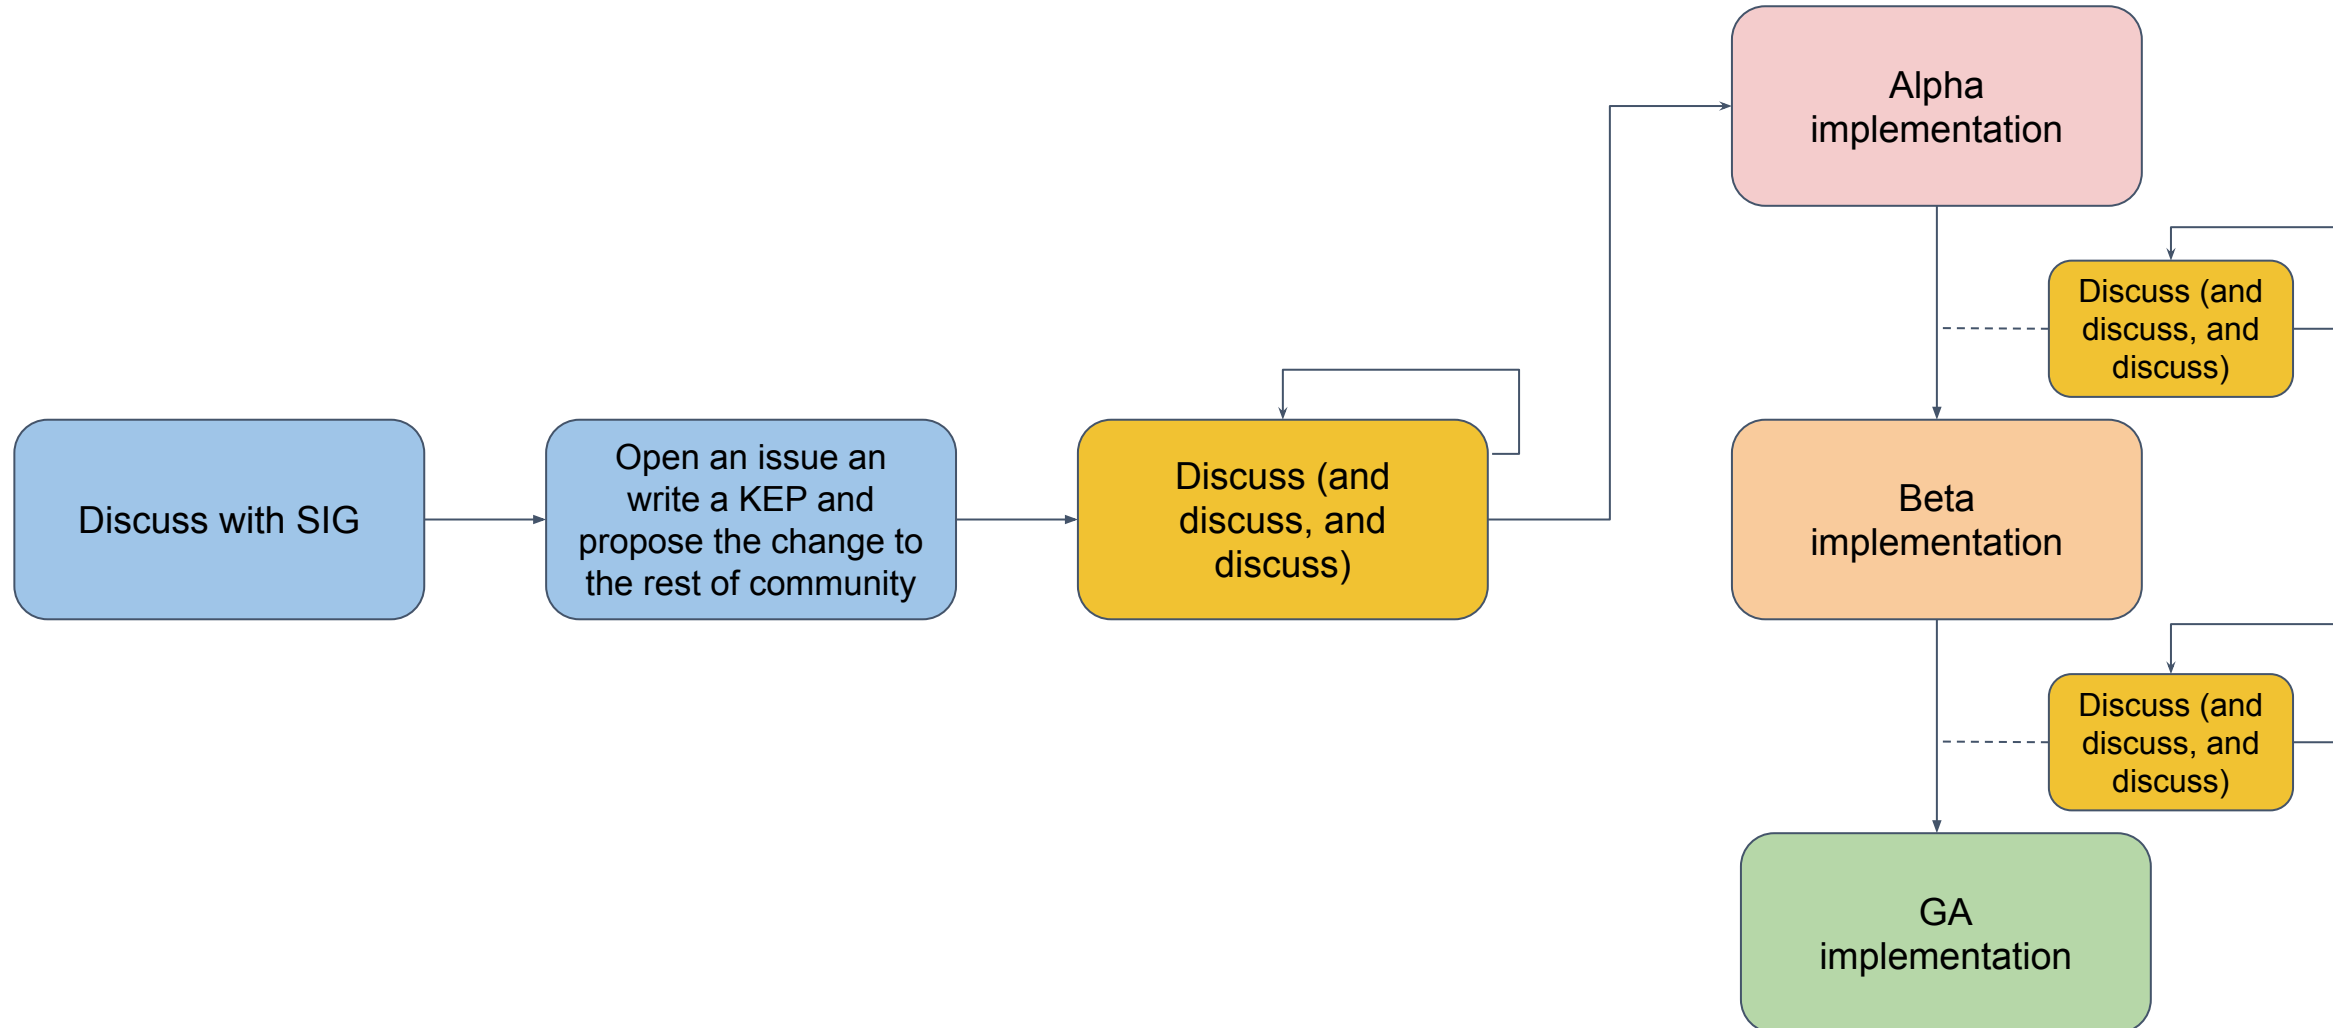 Discuss with SIG
Open an issue an
write a KEP and
propose the change to
the rest of community
Discuss (and
discuss, and
discuss)
Alpha
implementation
Discuss (and
discuss, and
discuss)
Beta
implementation
Discuss (and
discuss, and
discuss)
GA
implementation